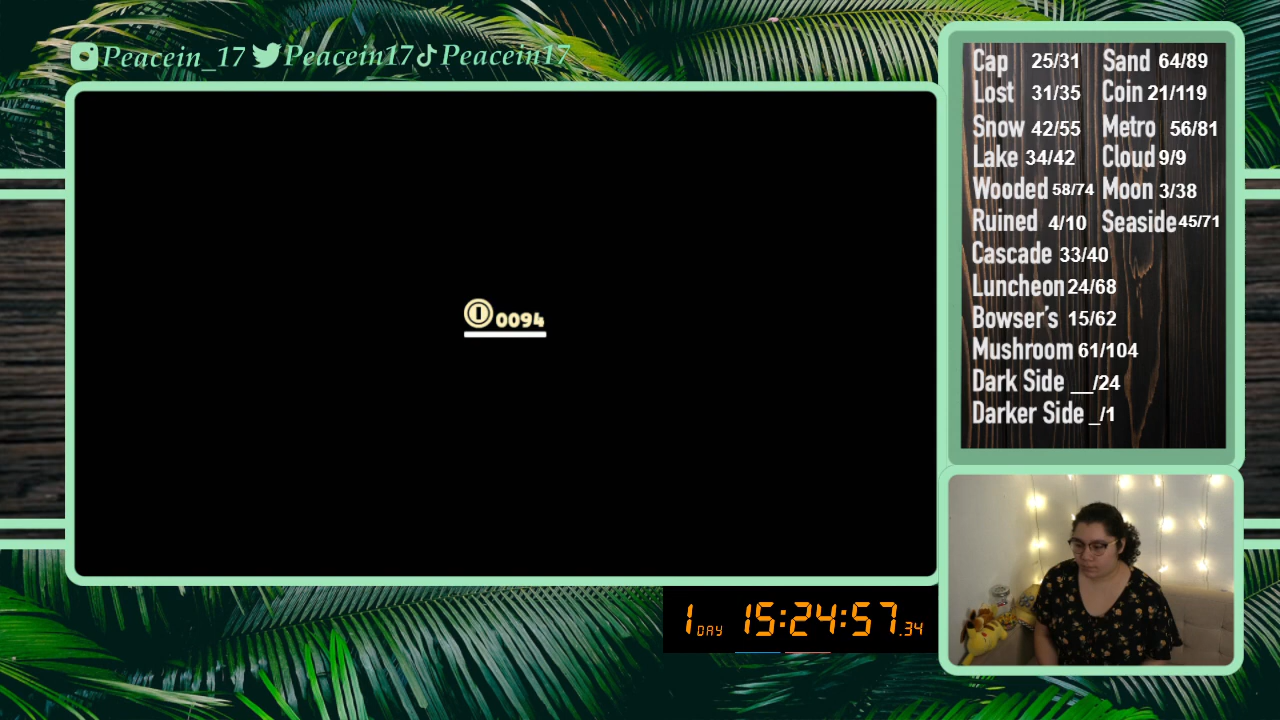 Peacein_17 Peacein17 Peacein17
Cap 25/31 Sand 64/89
Lost 31/35 Coin 21/119
Snow 42/55 Metro 56/81
Lake 34/42 Cloud 9/9
Wooded 58/74 Moon 3/38
Ruined 4/10 Seaside 45/71
Cascade 33/40
Luncheon 24/68
Bowser's 15/62
Mushroom 61/104
Dark Side __/24
Darker Side _/1
0094
1 DAY 15:24:57.34